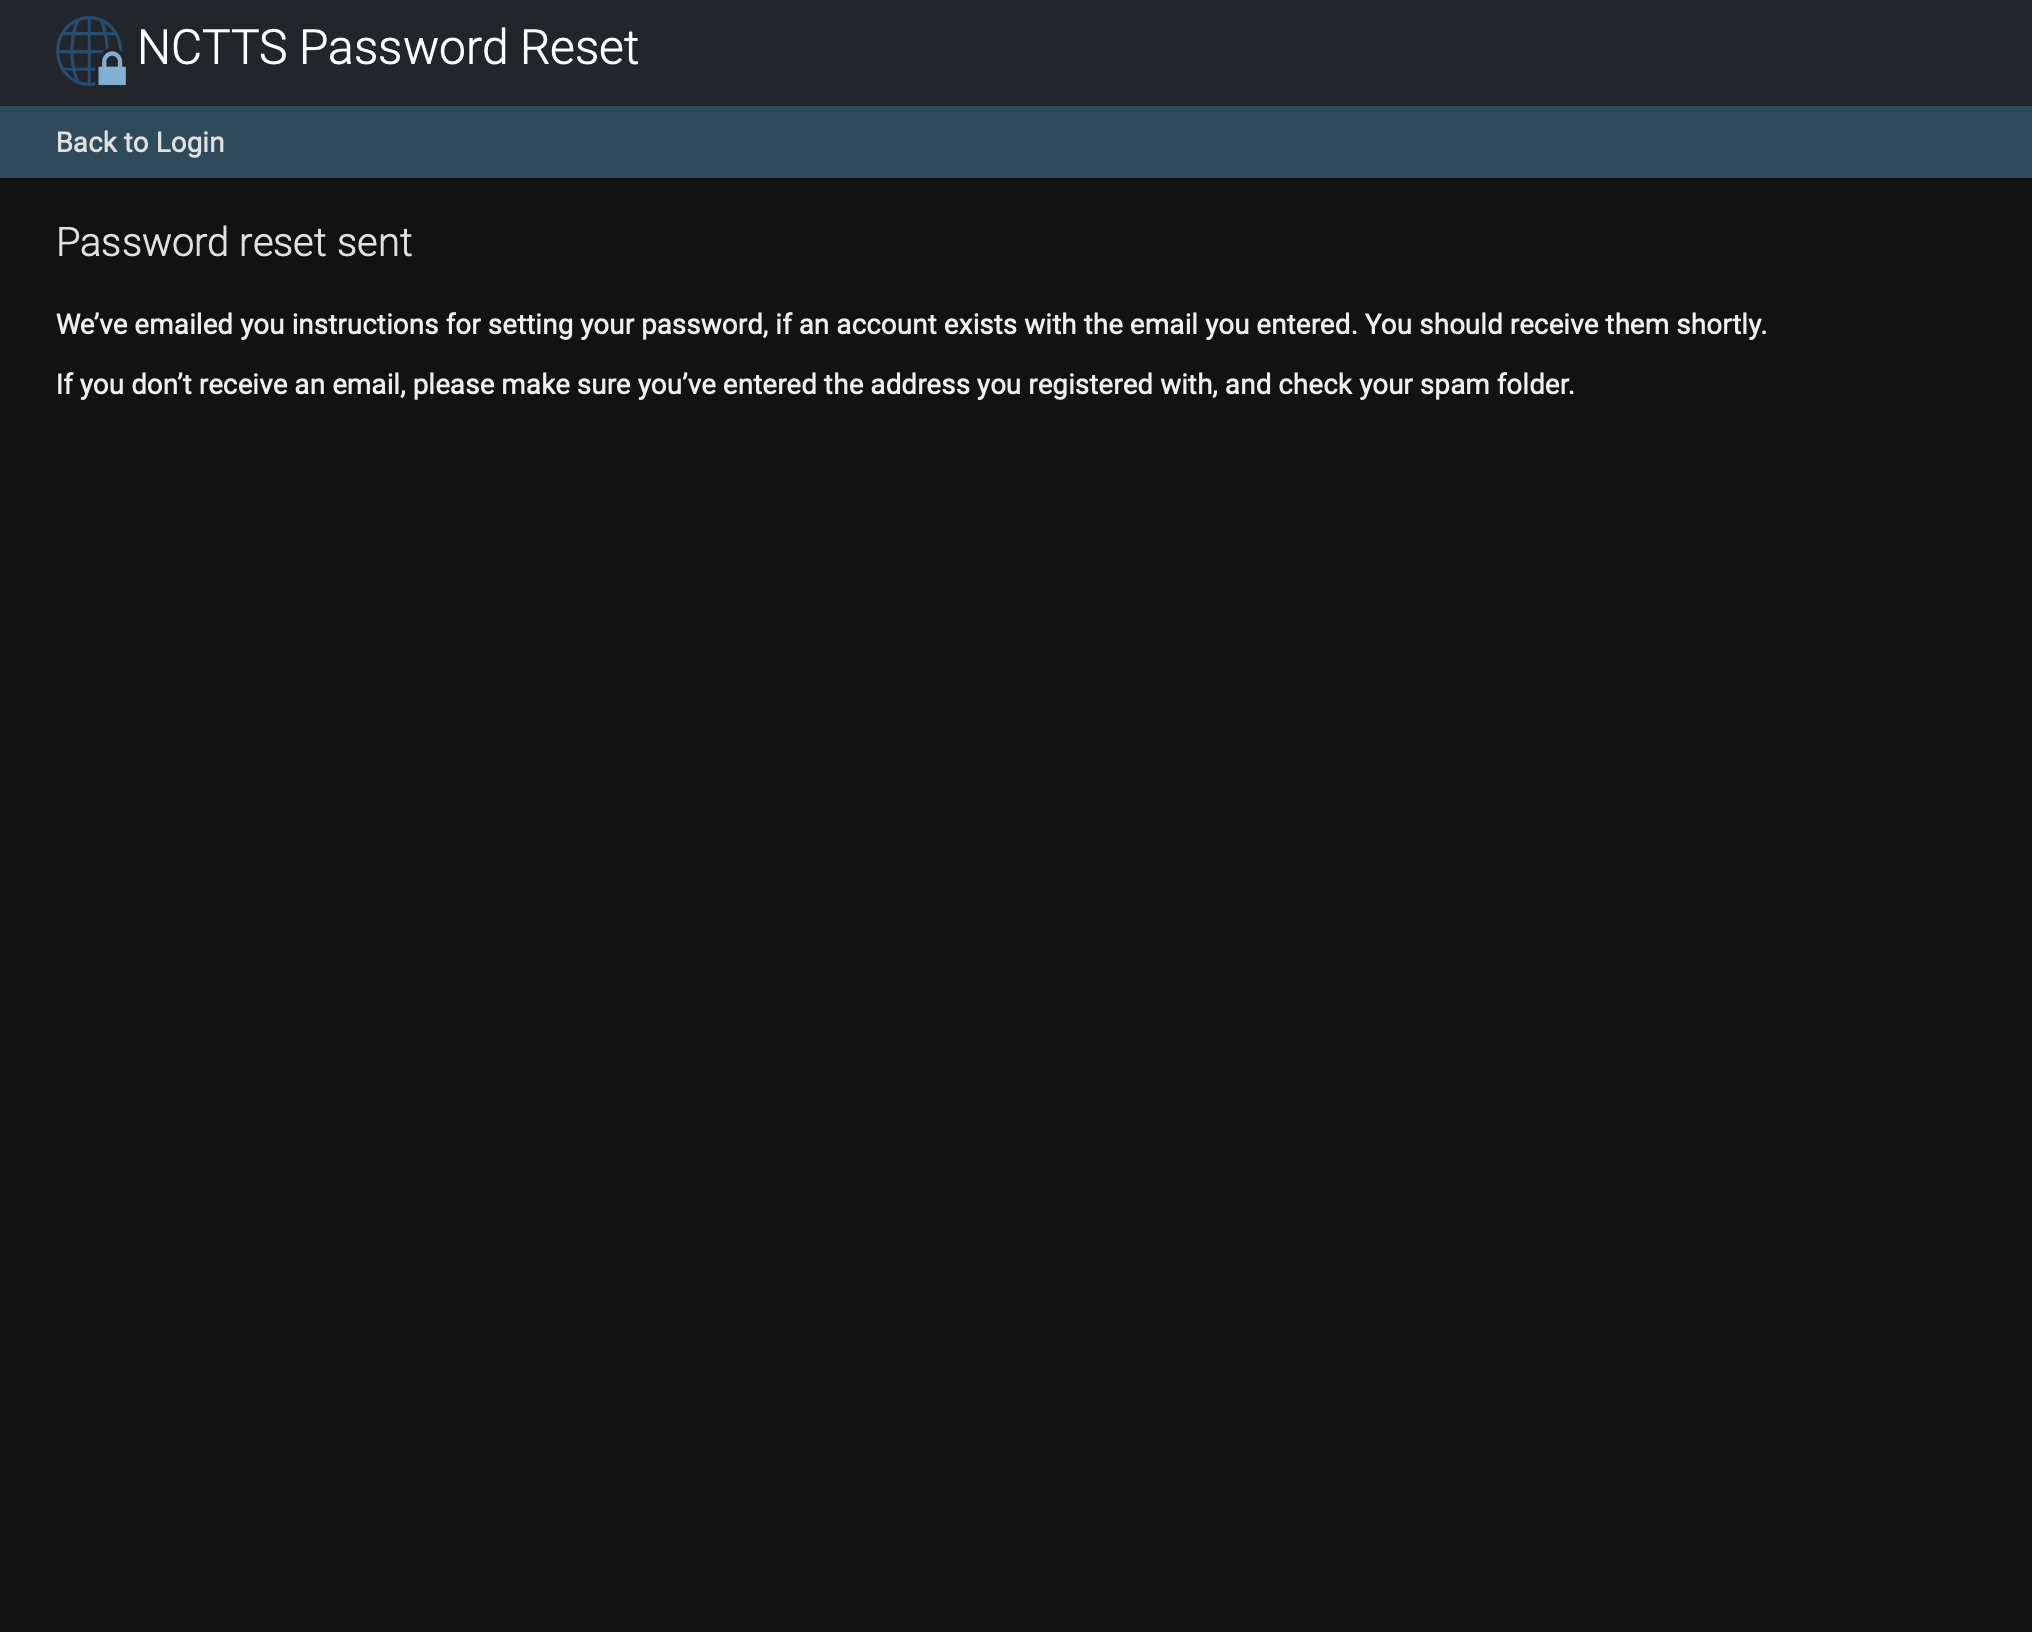 NCTTS Password Reset
Back to Login
Password reset sent
We’ve emailed you instructions for setting your password, if an account exists with the email you entered. You should receive them shortly.
If you don’t receive an email, please make sure you’ve entered the address you registered with, and check your spam folder.